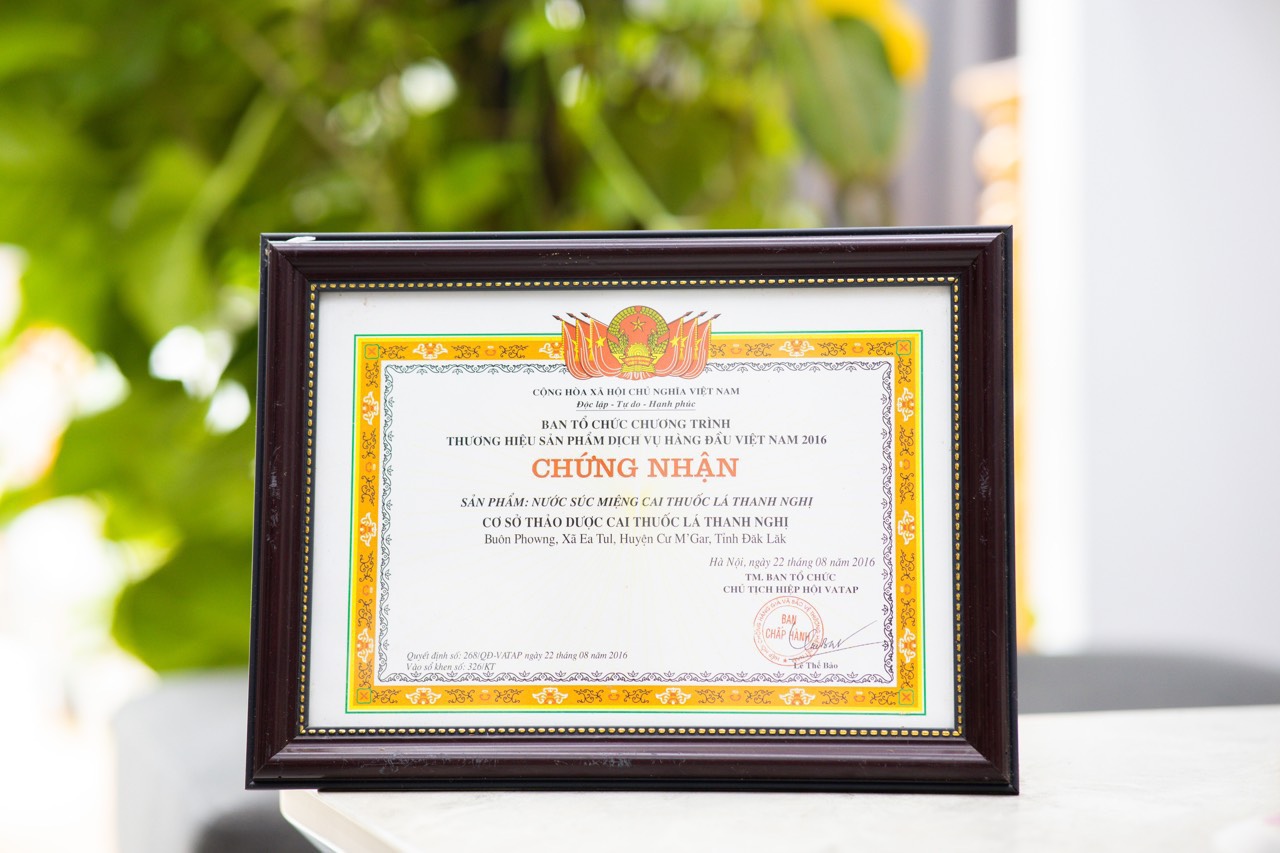 CỘNG HÒA XÃ HỘI CHỦ NGHĨA VIỆT NAM
Độc lập - Tự do - Hạnh phúc
BAN TỔ CHỨC CHƯƠNG TRÌNH
THƯƠNG HIỆU SẢN PHẨM DỊCH VỤ HÀNG ĐẦU VIỆT NAM 2016
CHỨNG NHẬN
SẢN PHẨM: NƯỚC SÚC MIỆNG CAI THUỐC LÁ THANH NGHỊ
CƠ SỞ THẢO DƯỢC CAI THUỐC LÁ THANH NGHỊ
Buôn Phowng, Xã Ea Tul, Huyện Cư M'Gar, Tỉnh Đăk Lăk
Hà Nội, ngày 22 tháng 08 năm 2016
TM. BAN TỔ CHỨC
CHỦ TỊCH HIỆP HỘI VATAP
BAN
CHẤP HÀNH
Lê Thế Bảo
Quyết định số: 268/QĐ-VATAP ngày 22 tháng 08 năm 2016
Vào sổ khen số: 326/KT